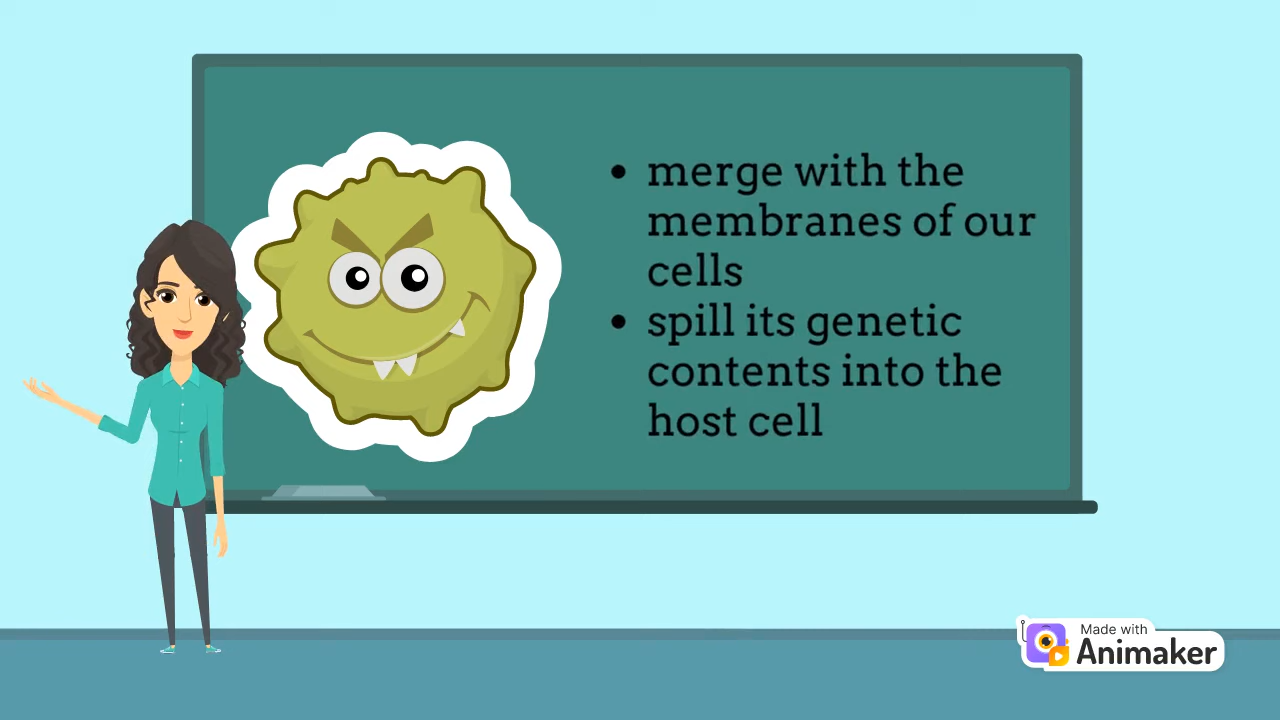 • merge with the
membranes of our
cells
• spill its genetic
contents into the
host cell
Made with
Animaker